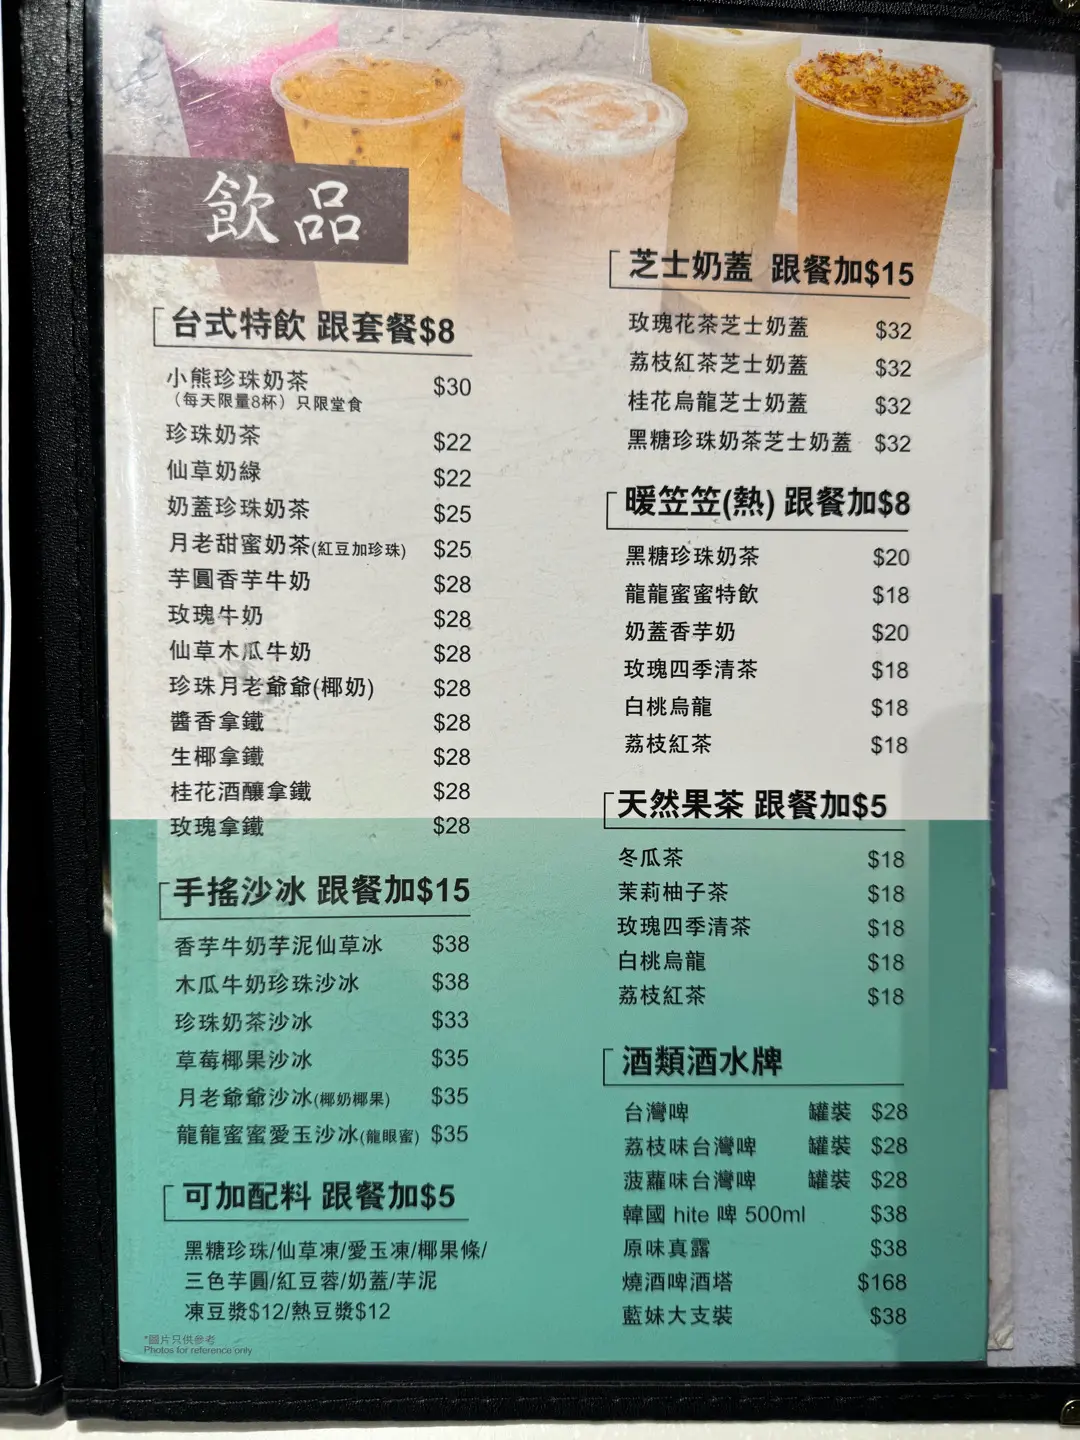 飲品
台式特飲 跟套餐$8
小熊珍珠奶茶 $30
(每天限量8杯) 只限堂食
珍珠奶茶 $22
仙草奶綠 $22
奶蓋珍珠奶茶 $25
月老甜蜜奶茶(紅豆加珍珠) $25
芋圓香芋牛奶 $28
玫瑰牛奶 $28
仙草木瓜牛奶 $28
珍珠月老爺爺(椰奶) $28
醬香拿鐵 $28
生椰拿鐵 $28
桂花酒釀拿鐵 $28
玫瑰拿鐵 $28
手搖沙冰 跟餐加$15
香芋牛奶芋泥仙草冰 $38
木瓜牛奶珍珠沙冰 $38
珍珠奶茶沙冰 $33
草莓椰果沙冰 $35
月老爺爺沙冰(椰奶椰果) $35
龍龍蜜蜜愛玉沙冰(龍眼蜜) $35
可加配料 跟餐加$5
黑糖珍珠/仙草凍/愛玉凍/椰果條/
三色芋圓/紅豆蓉/奶蓋/芋泥
凍豆漿$12/熱豆漿$12
*圖片只供參考
Photos for reference only
芝士奶蓋 跟餐加$15
玫瑰花茶芝士奶蓋 $32
荔枝紅茶芝士奶蓋 $32
桂花烏龍芝士奶蓋 $32
黑糖珍珠奶茶芝士奶蓋 $32
暖笠笠(熱) 跟餐加$8
黑糖珍珠奶茶 $20
龍龍蜜蜜特飲 $18
奶蓋香芋奶 $20
玫瑰四季清茶 $18
白桃烏龍 $18
荔枝紅茶 $18
天然果茶 跟餐加$5
冬瓜茶 $18
茉莉柚子茶 $18
玫瑰四季清茶 $18
白桃烏龍 $18
荔枝紅茶 $18
酒類酒水牌
台灣啤 罐裝 $28
荔枝味台灣啤 罐裝 $28
菠蘿味台灣啤 罐裝 $28
韓國 hite 啤 500ml $38
原味真露 $38
燒酒啤酒塔 $168
藍妹大支裝 $38